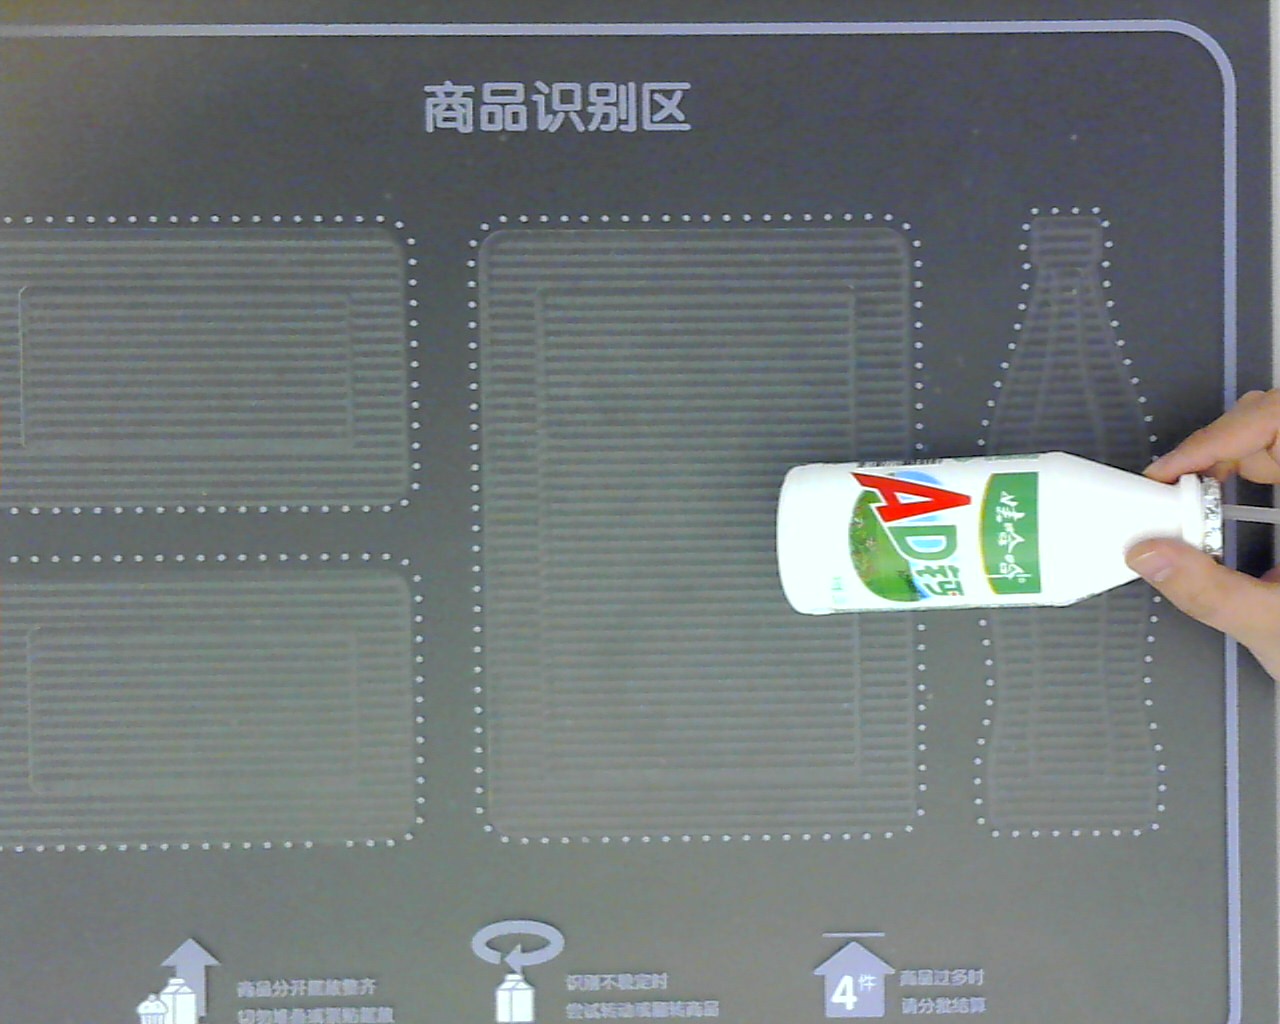 商品识别区
娃哈哈
AD钙
商品分开摆放整齐
切勿堆叠或紧贴摆放
识别不稳定时
尝试转动或翻转商品
4件
商品过多时
请分批结算